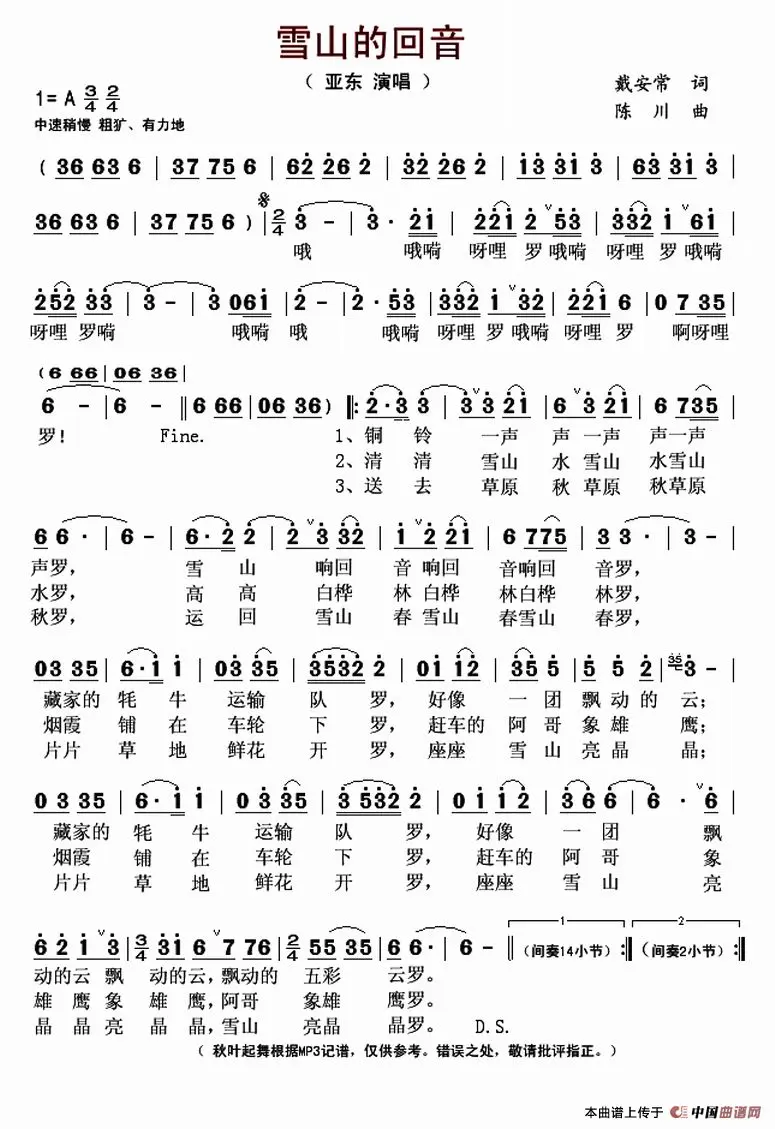 雪山的回音
（ 亚东 演唱 ）
戴安常 词
陈 川 曲
1= A 3/4 2/4
中速稍慢 粗犷、有力地
( 36 63 6 | 37 75 6 | 62 26 2 | 32 26 2 | 13 31 3 | 63 31 3 |
36 63 6 | 37 75 6 ) | 2/4 3 - | 3 · 21 | 221 2 53 | 332 1 61 |
哦 哦嗬 呀哩 罗 哦嗬 呀哩 罗 哦嗬
252 33 | 3 - | 3 061 | 2 - | 2 · 53 | 332 1 32 | 221 6 | 0 7 35 |
呀哩 罗嗬 哦嗬 哦 哦嗬 呀哩 罗 哦嗬 呀哩 罗 啊呀哩
( 6 66 | 06 36 |
6 - | 6 - || 6 66 | 06 36 ) ||: 2·3 3 | 3 3 21 | 6 3 21 | 6 735 |
罗! Fine. 1、铜 铃 一声 声 一声 声一声
2、清 清 雪山 水 雪山 水雪山
3、送 去 草原 秋 草原 秋草原
6 6 · | 6 - | 6·2 2 | 2 3 32 | 1 2 21 | 6 775 | 3 3 · | 3 - |
声罗， 雪 山 响回 音 响回 音响回 音罗，
水罗， 高 高 白桦 林 白桦 林白桦 林罗，
秋罗， 运 回 雪山 春 雪山 春雪山 春罗，
03 35 | 6·1 1 | 03 33 | 3532 2 | 01 12 | 35 5 | 5 2 | 35 3 - |
藏家的 牦 牛 运输 队 罗， 好像 一 团 飘动的 云；
烟霞 铺 在 车轮 下 罗， 赶车的 阿 哥 象雄 鹰；
片片 草 地 鲜花 开 罗， 座座 雪 山 亮晶 晶；
03 35 | 6·1 1 | 03 33 | 3 532 2 | 01 12 | 36 6 | 6 · 6 |
藏家的 牦 牛 运输 队 罗， 好像 一 团 飘
烟霞 铺 在 车轮 下 罗， 赶车的 阿 哥 象
片片 草 地 鲜花 开 罗， 座座 雪 山 亮
6 2 1 3 | 3/4 31 6 7 76 | 2/4 55 35 | 66 · | 6 - || 1 (间奏14小节) :|| 2 (间奏2小节) :||
动的云 飘 动的云，飘动的 五彩 云罗。
雄 鹰 象 雄 鹰，阿哥 象雄 鹰罗。
晶 晶 亮 晶 晶，雪山 亮晶 晶罗。 D.S.
（ 秋叶起舞根据MP3记谱，仅供参考。错误之处，敬请批评指正。）
本曲谱上传于 中国曲谱网